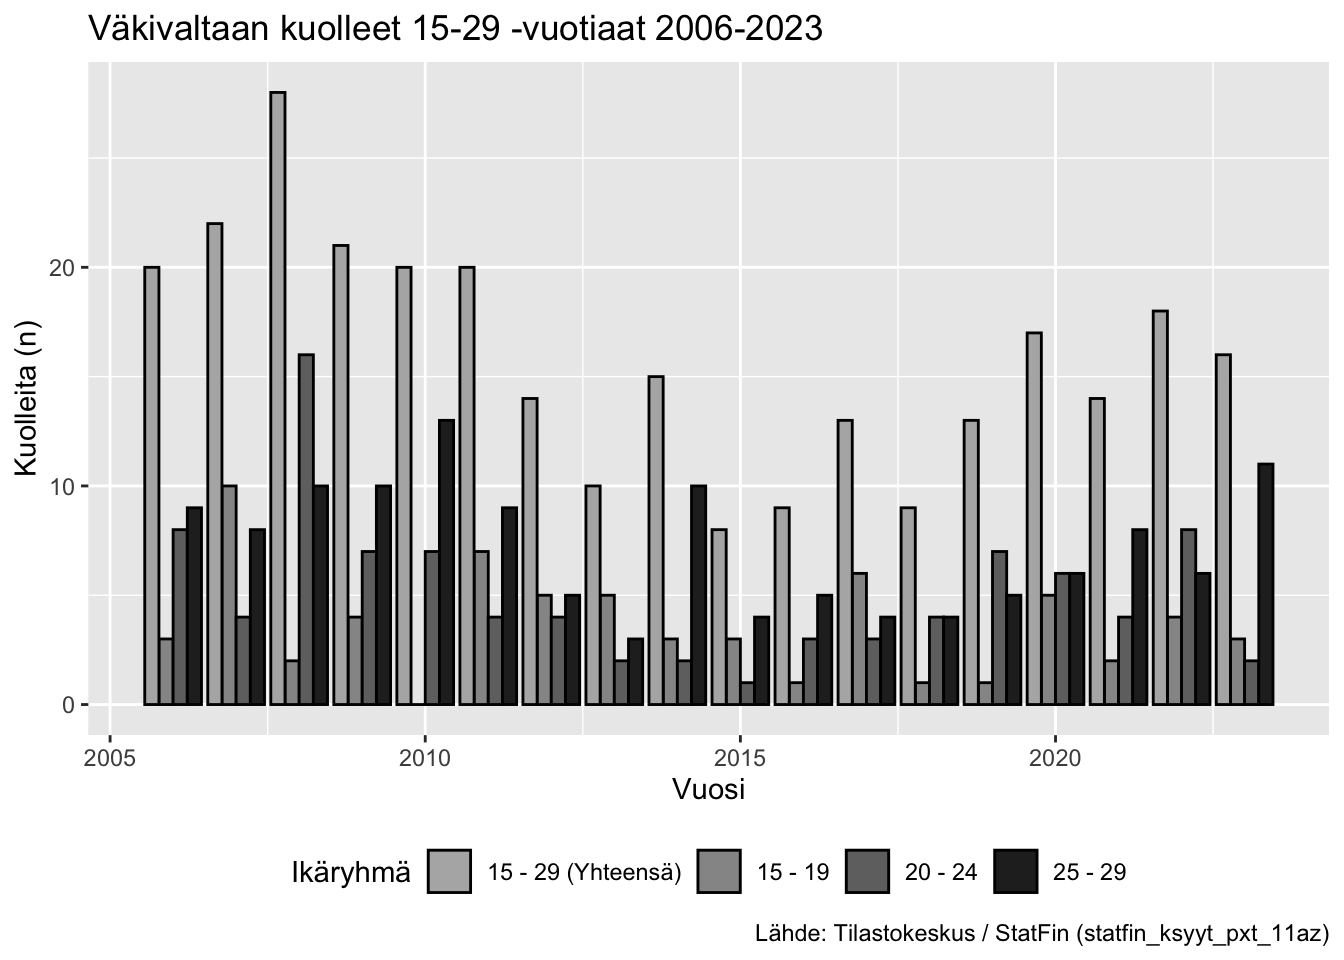 Väkivaltaan kuolleet 15-29 -vuotiaat 2006-2023
Kuolleita (n)
20
10
0
2005 2010 2015 2020
Vuosi
Ikäryhmä 15 - 29 (Yhteensä) 15 - 19 20 - 24 25 - 29
Lähde: Tilastokeskus / StatFin (statfin_ksyyt_pxt_11az)